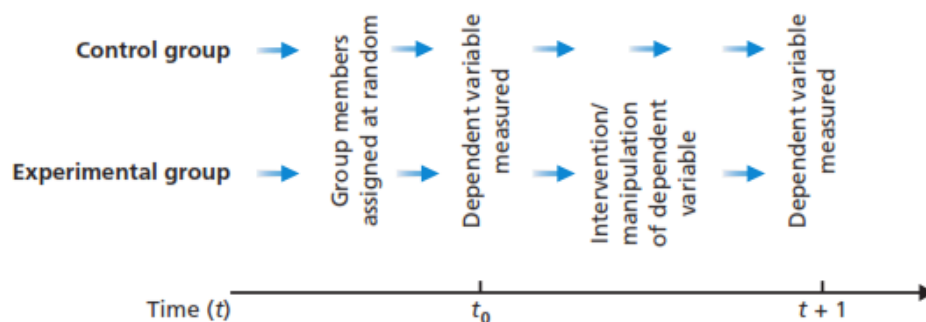 Control group
Experimental group
Group members
assigned at random
Dependent variable
measured
Intervention/
manipulation
of dependent
variable
Dependent variable
measured
Time (t)
t₀
t + 1